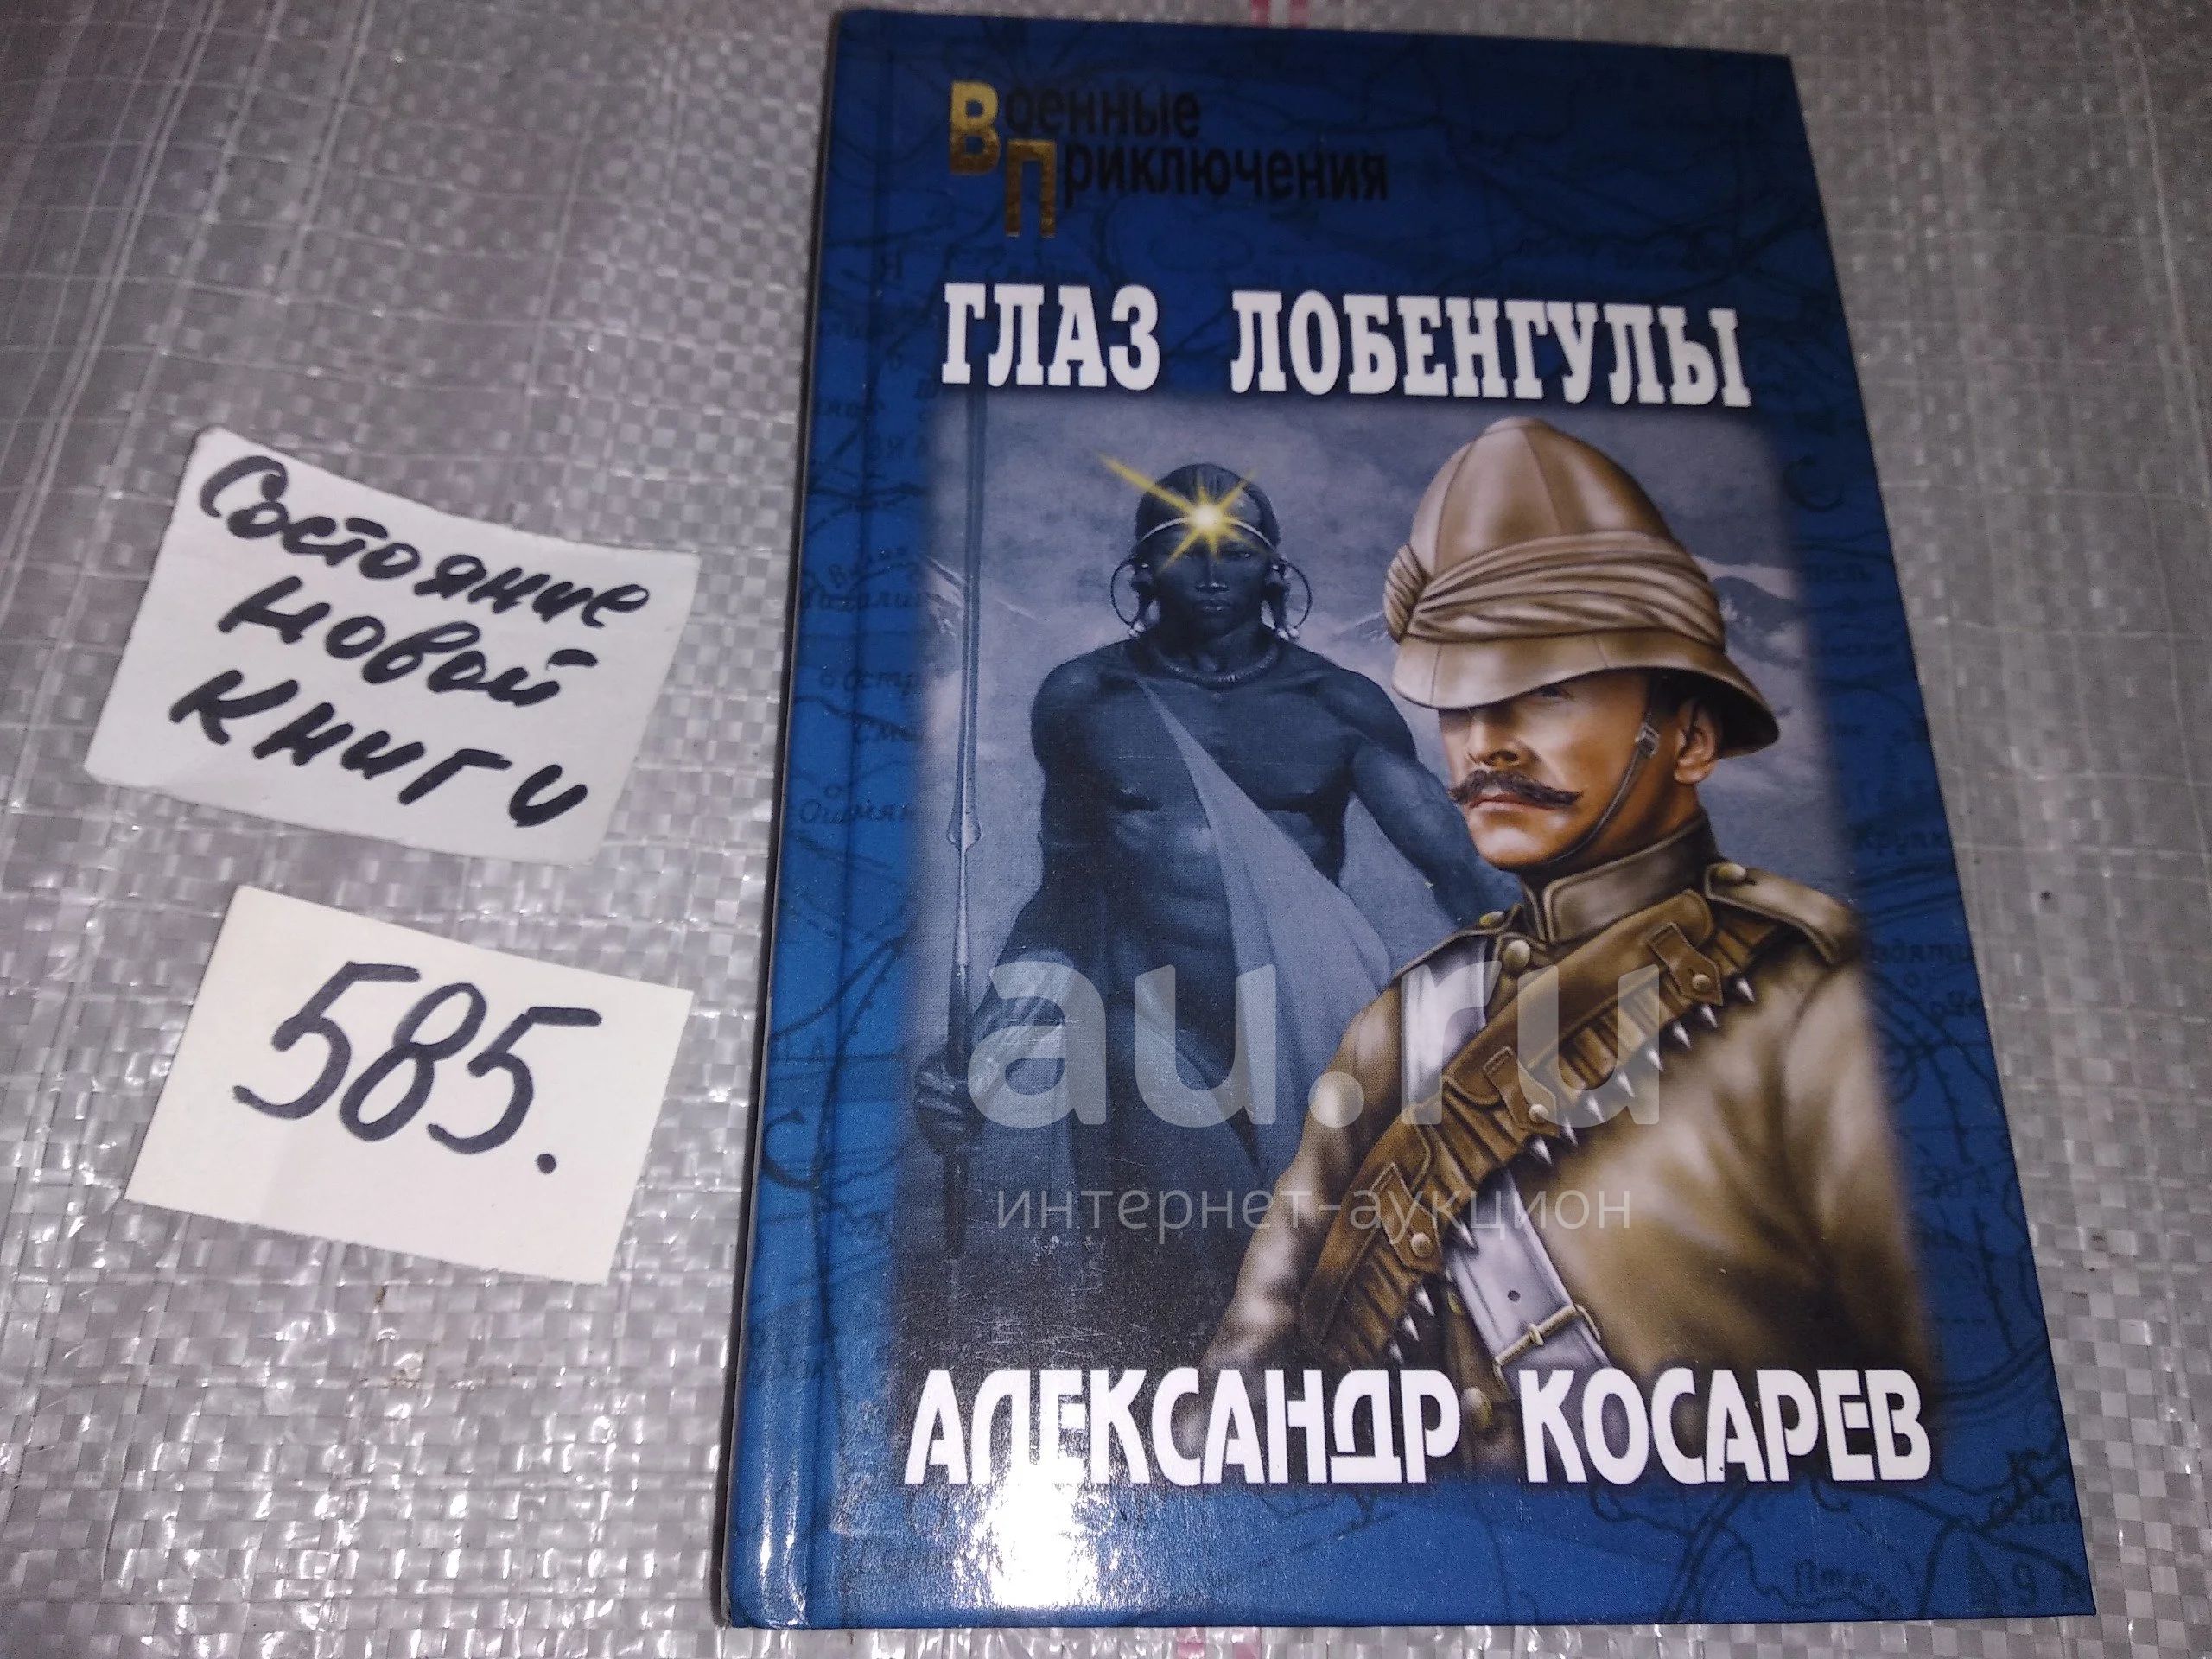 Военные
Приключения
ГЛАЗ ЛОБЕНГУЛЫ
Состояние
новой
книги
585.
au.ru
интернет-аукцион
АЛЕКСАНДР КОСАРЕВ